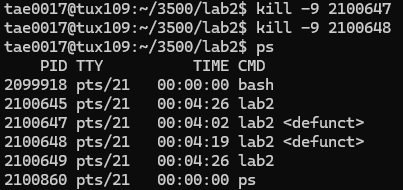 tae0017@tux109:~/3500/lab2$ kill -9 2100647
tae0017@tux109:~/3500/lab2$ kill -9 2100648
tae0017@tux109:~/3500/lab2$ ps
    PID TTY          TIME CMD
2099918 pts/21   00:00:00 bash
2100645 pts/21   00:04:26 lab2
2100647 pts/21   00:04:02 lab2 <defunct>
2100648 pts/21   00:04:19 lab2 <defunct>
2100649 pts/21   00:04:26 lab2
2100860 pts/21   00:00:00 ps